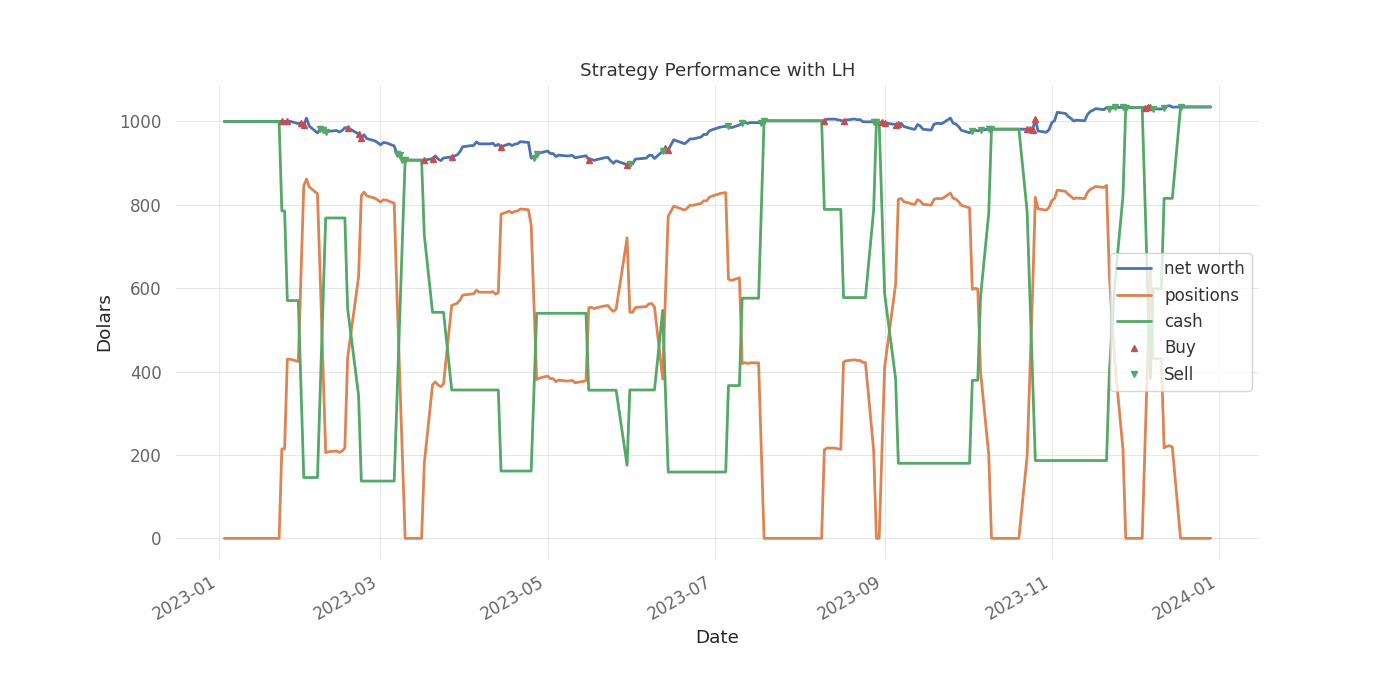 Strategy Performance with LH
Dolars
1000
800
600
400
200
0
net worth
positions
cash
Buy
Sell
2023-01
2023-03
2023-05
2023-07
2023-09
2023-11
2024-01
Date